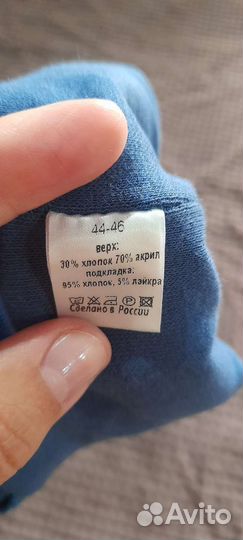 44-46
верх:
30% хлопок 70% акрил
подкладка:
95% хлопок, 5% лайкра
Сделано в России
Avito